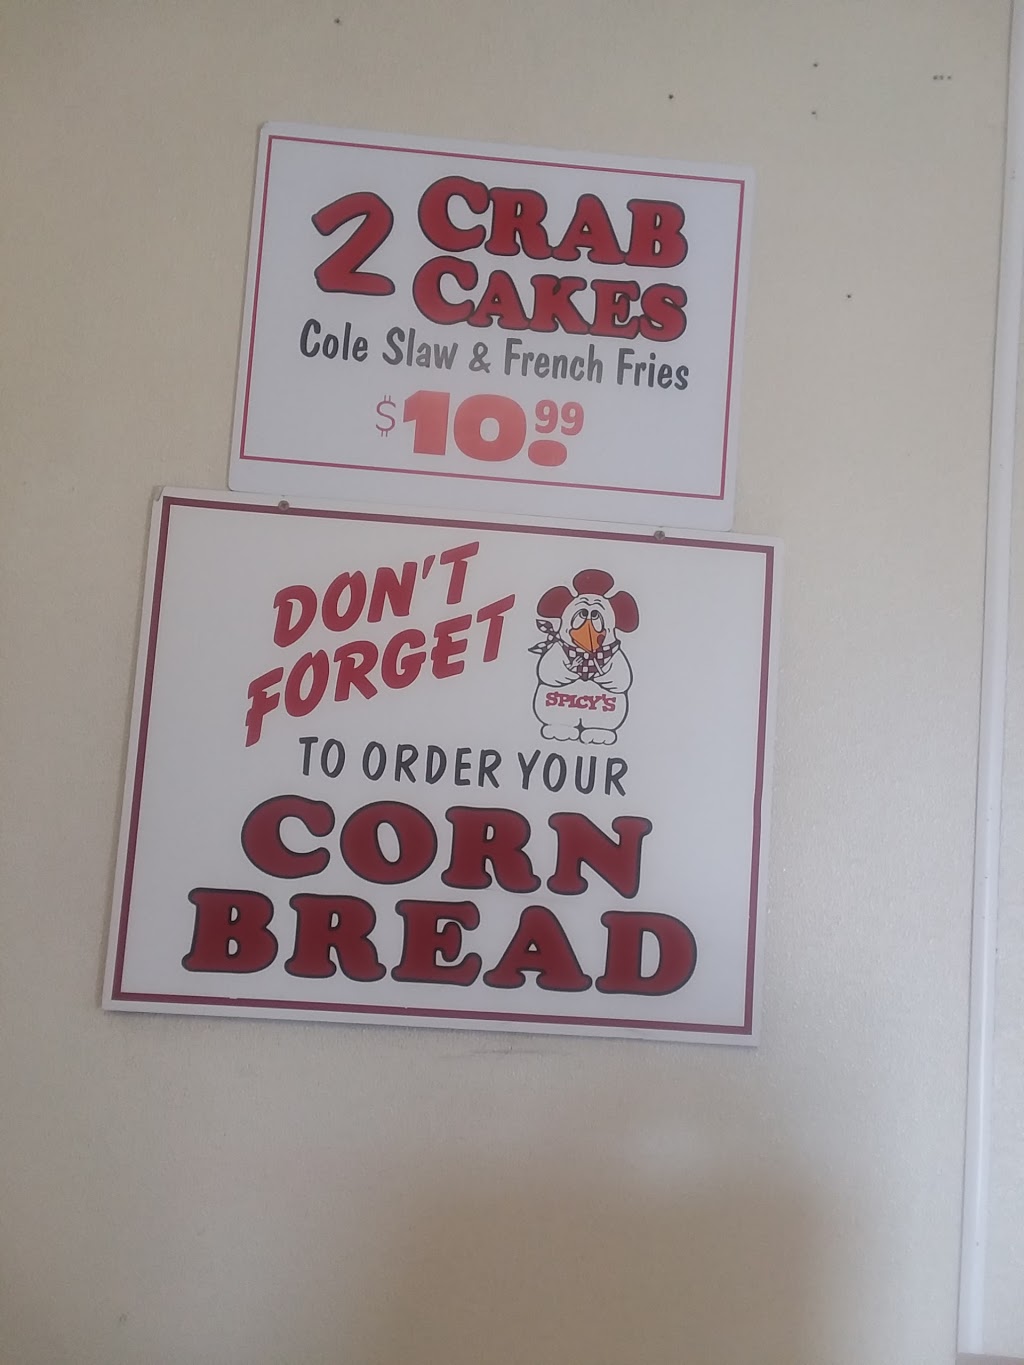 2 CRAB
CAKES
Cole Slaw & French Fries
$10.99
DON'T
FORGET
SPICY'S
TO ORDER YOUR
CORN
BREAD